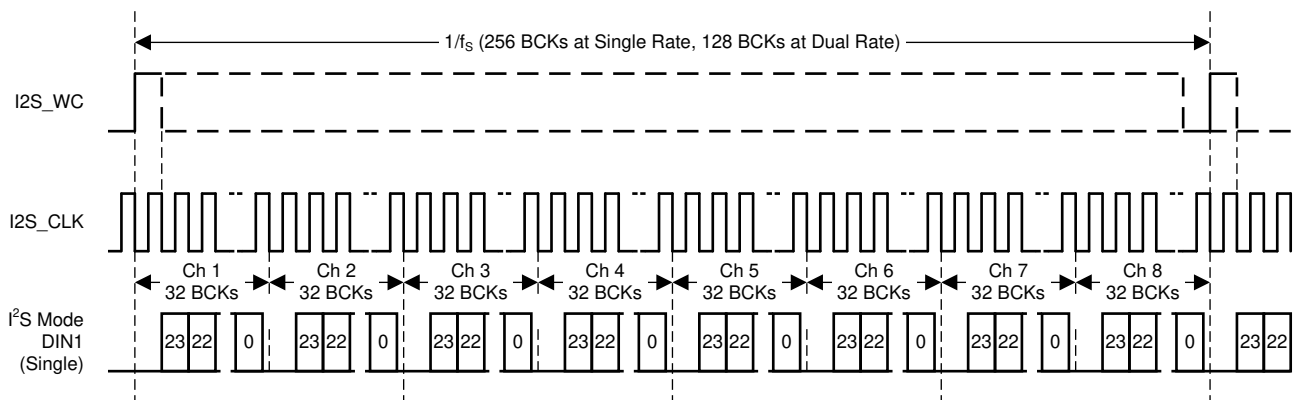 1/fS (256 BCKs at Single Rate, 128 BCKs at Dual Rate)
I2S_WC
I2S_CLK
Ch 1 Ch 2 Ch 3 Ch 4 Ch 5 Ch 6 Ch 7 Ch 8
32 BCKs 32 BCKs 32 BCKs 32 BCKs 32 BCKs 32 BCKs 32 BCKs 32 BCKs
I²S Mode
DIN1
(Single)
23 22 0 23 22 0 23 22 0 23 22 0 23 22 0 23 22 0 23 22 0 23 22 0 23 22